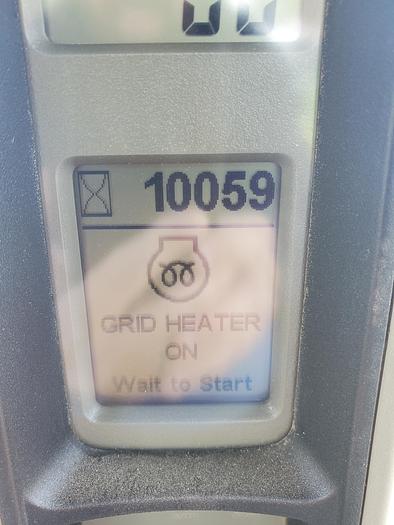 10059
GRID HEATER
ON
Wait to Start